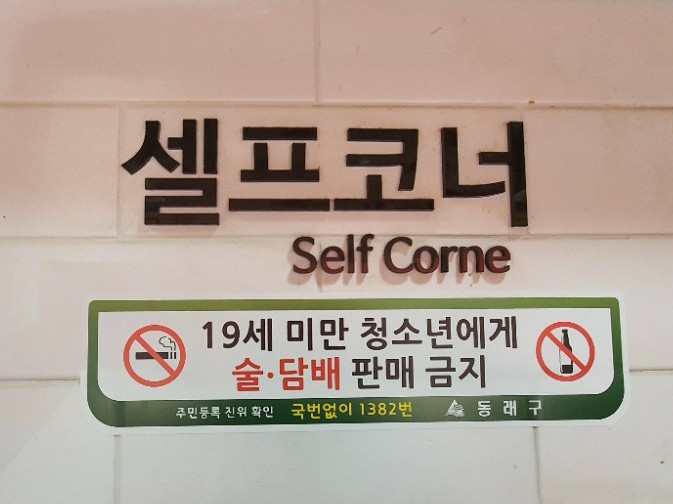 셀프코너
Self Corne
19세 미만 청소년에게
술·담배 판매 금지
주민등록 진위 확인 국번없이 1382번 동래구